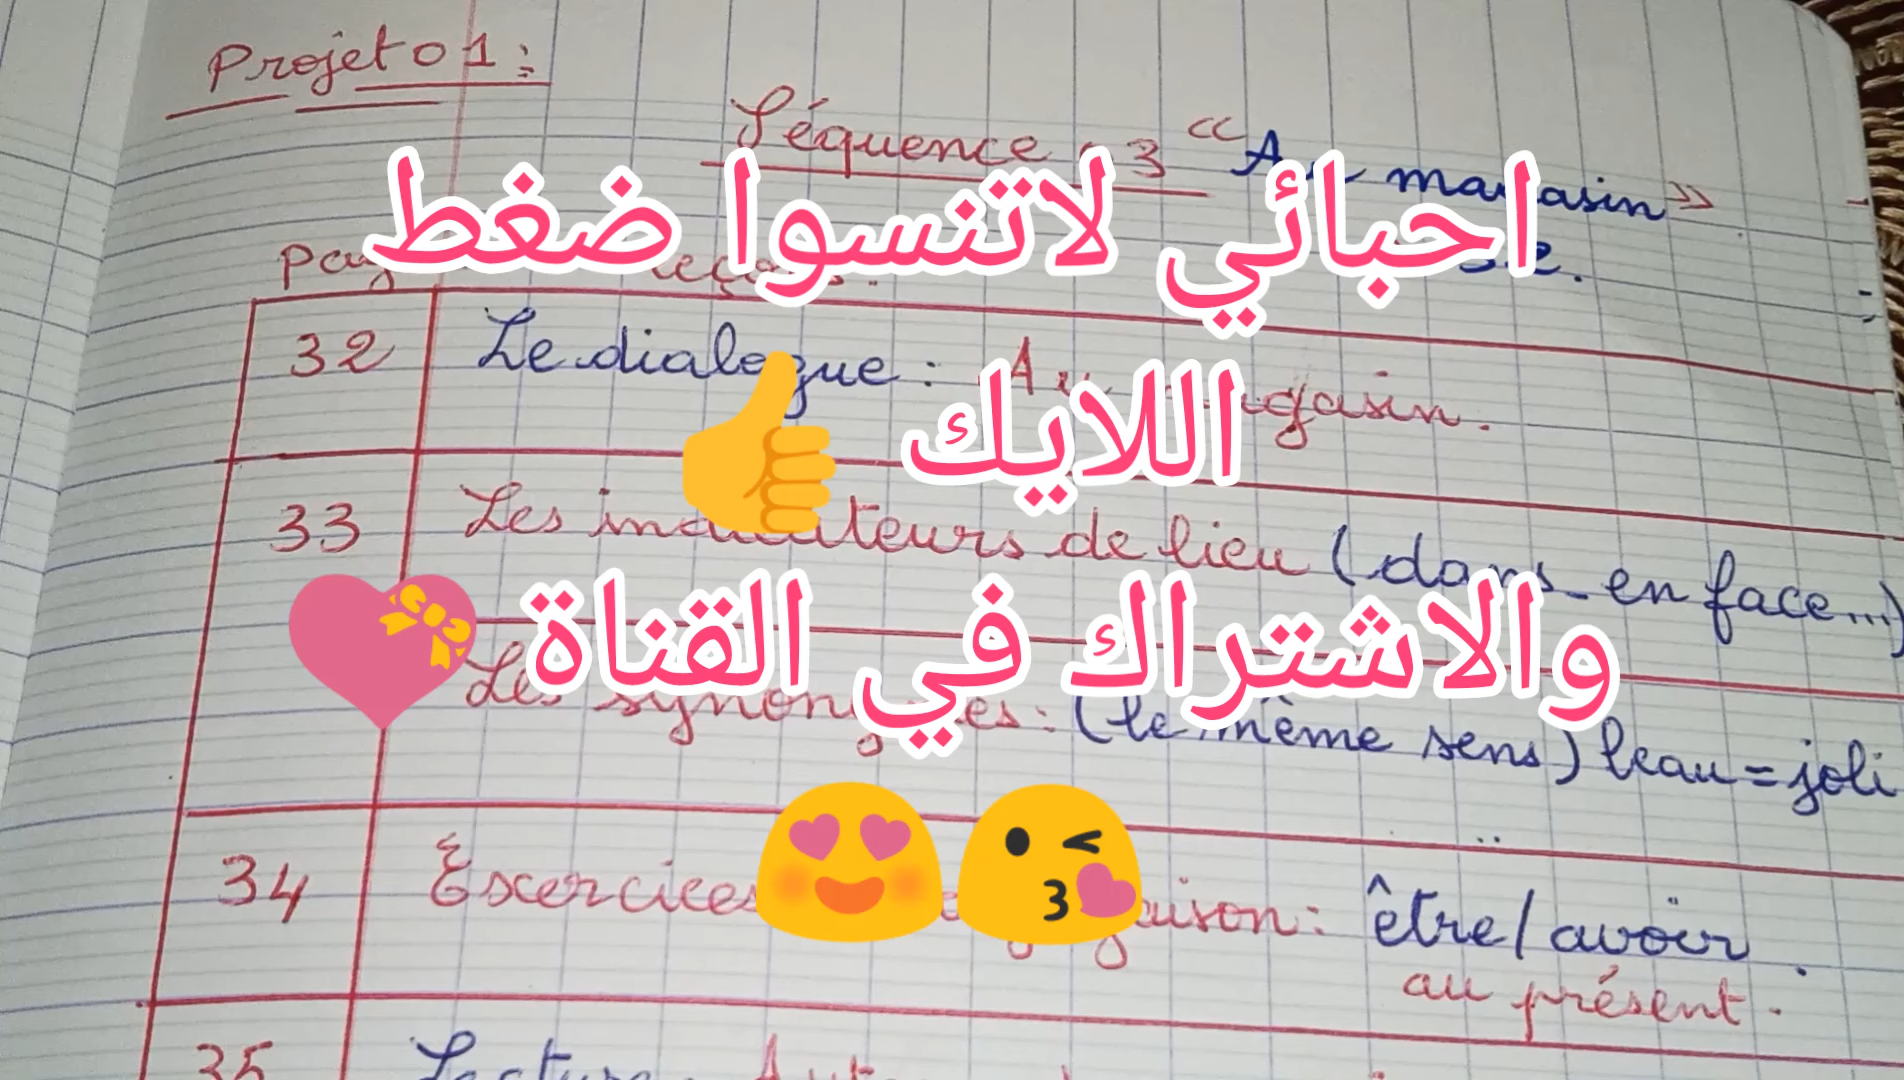 Projet 01:
Séquence 3 "Au magasin"
احبائي لاتنسوا ضغط
اللايك 👍
والاشتراك في القناة 💝
😍😘
32 Le dialogue : Au magasin.
33 Les indicateurs de lieu (dans en face...)
Les synonymes : (le même sens) beau = joli
34 Exercices conjugaison: être/avoir
au présent.
35 Lecture :